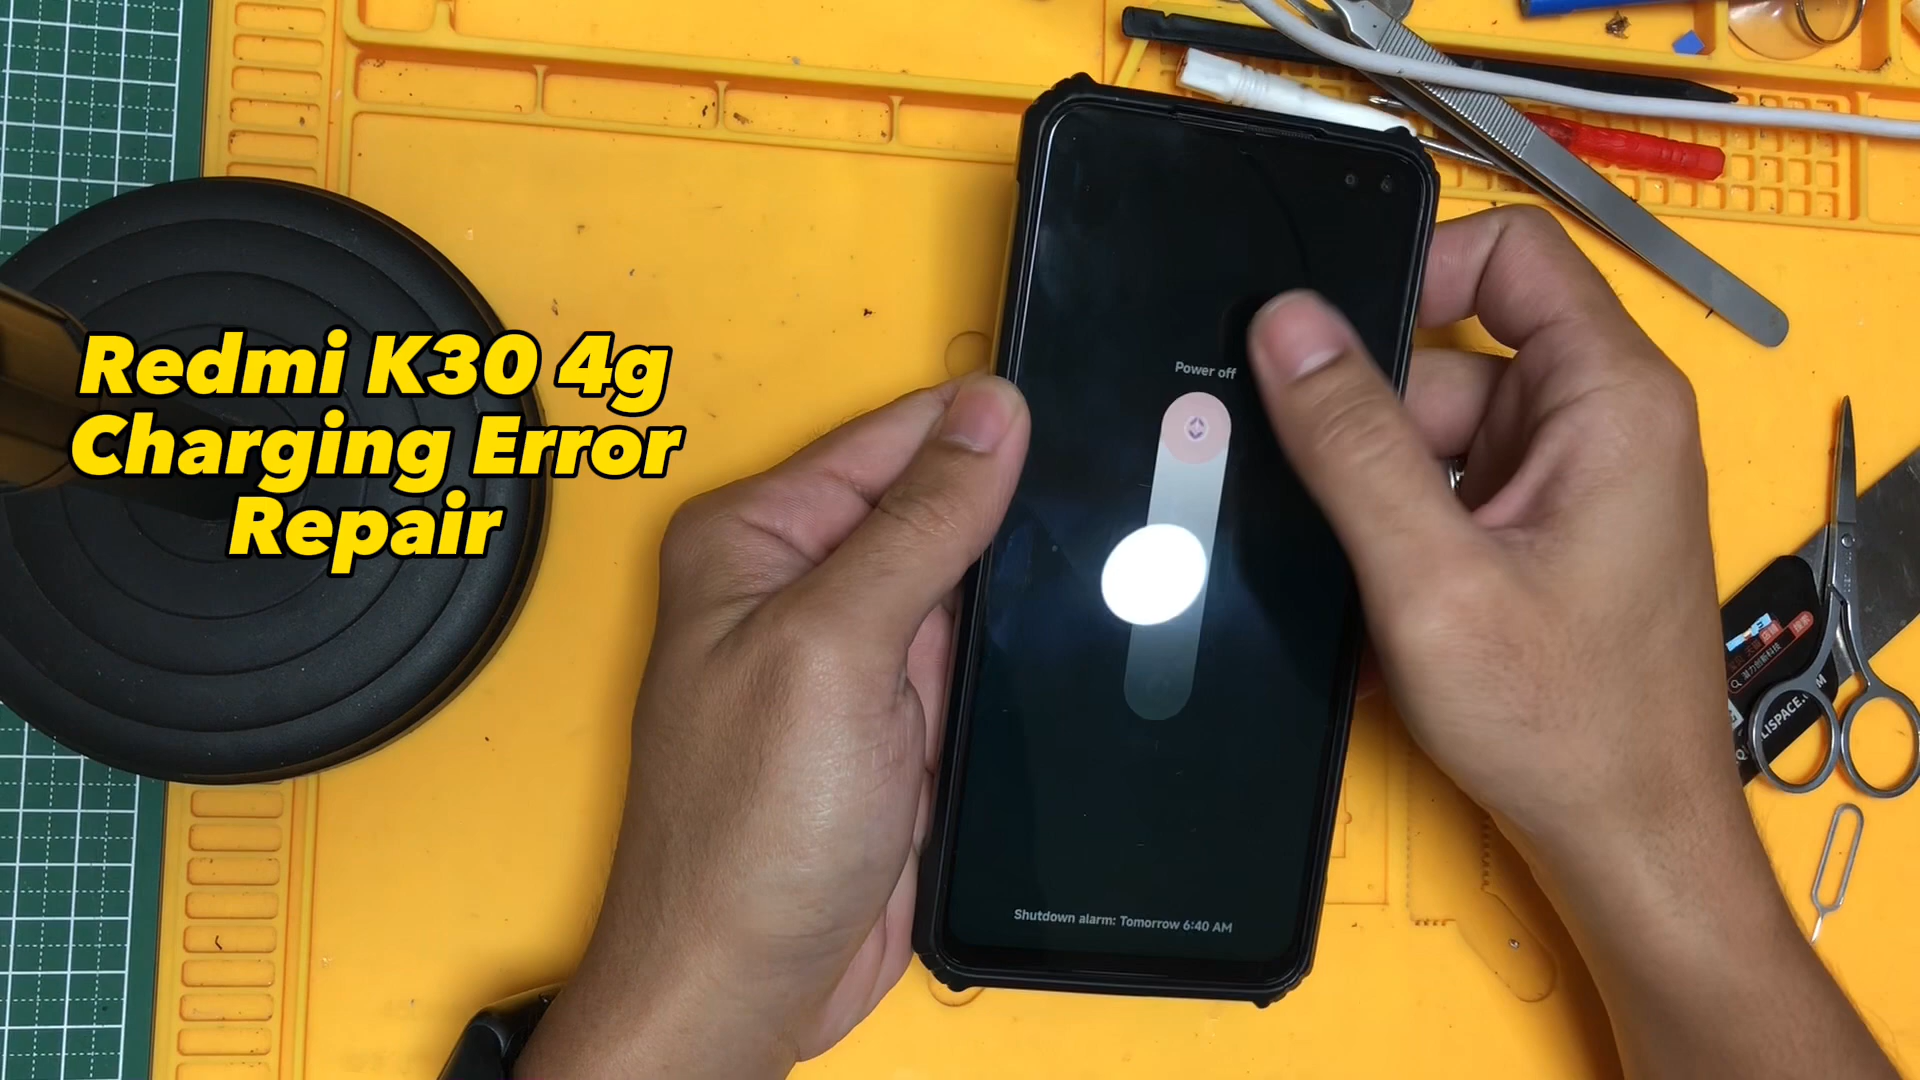 Redmi K30 4g
Charging Error
Repair
Power off
Shutdown alarm: Tomorrow 6:40 AM